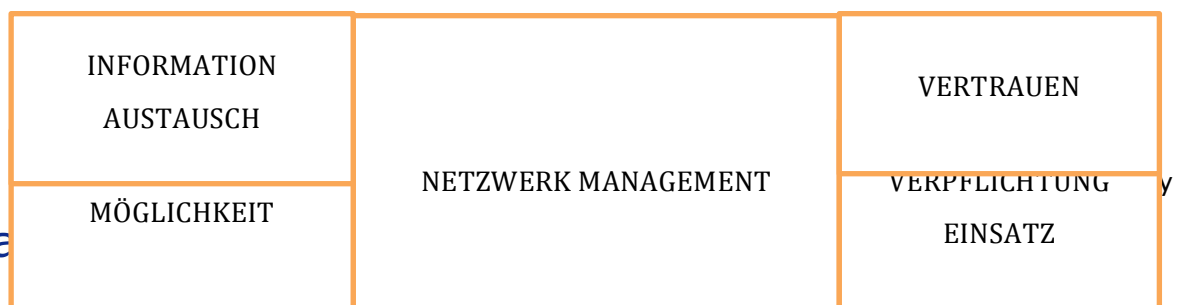 INFORMATION
AUSTAUSCH
MÖGLICHKEIT
NETZWERK MANAGEMENT
VERTRAUEN
VERPFLICHTUNG
EINSATZ